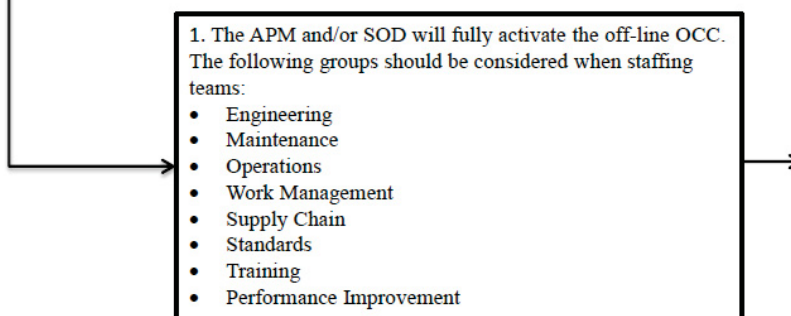 1. The APM and/or SOD will fully activate the off-line OCC.
The following groups should be considered when staffing
teams:
• Engineering
• Maintenance
• Operations
• Work Management
• Supply Chain
• Standards
• Training
• Performance Improvement